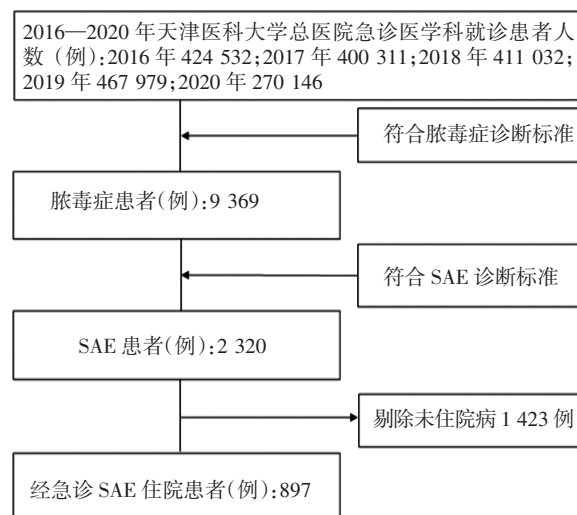 2016—2020 年天津医科大学总医院急诊医学科就诊患者人
数（例）:2016 年 424 532;2017 年 400 311;2018 年 411 032;
2019 年 467 979;2020 年 270 146
符合脓毒症诊断标准
脓毒症患者(例):9 369
符合 SAE 诊断标准
SAE 患者(例):2 320
剔除未住院病 1 423 例
经急诊 SAE 住院患者(例):897